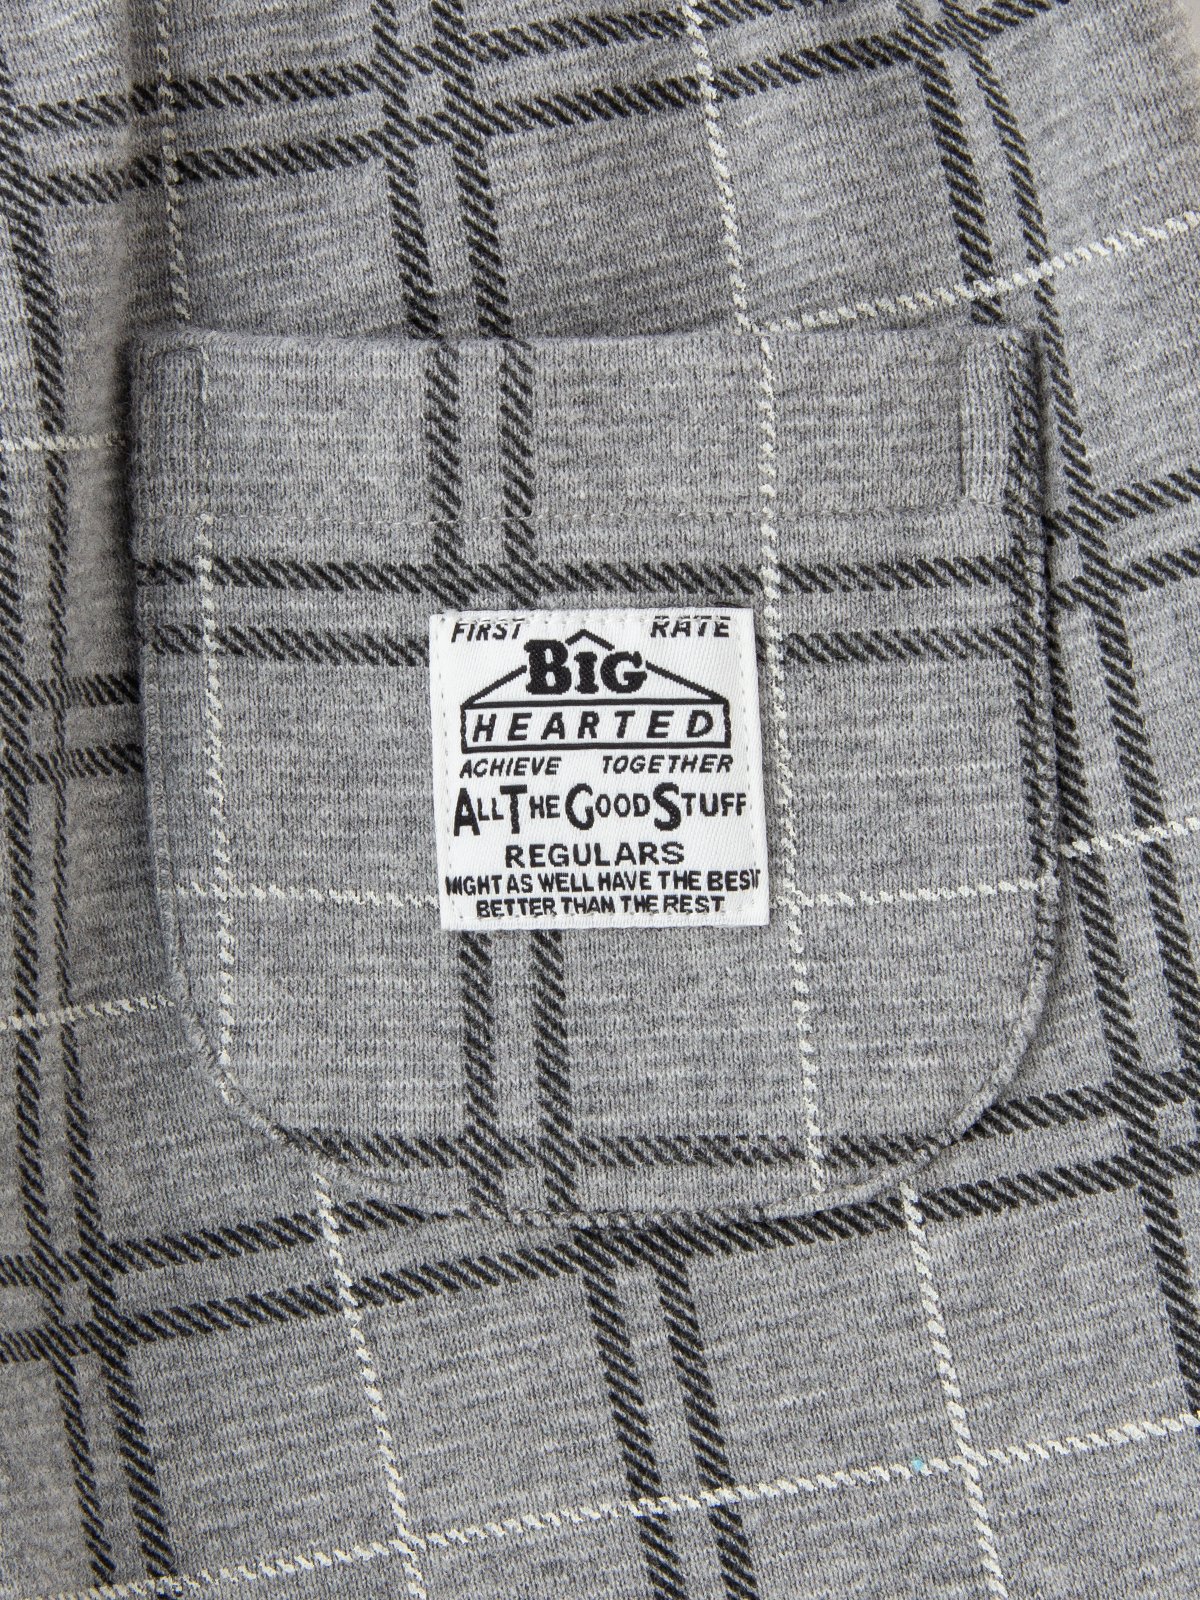 FIRST RATE
BIG
HEARTED
ACHIEVE TOGETHER
ALL THE GOOD STUFF
REGULARS
MIGHT AS WELL HAVE THE BEST
BETTER THAN THE REST